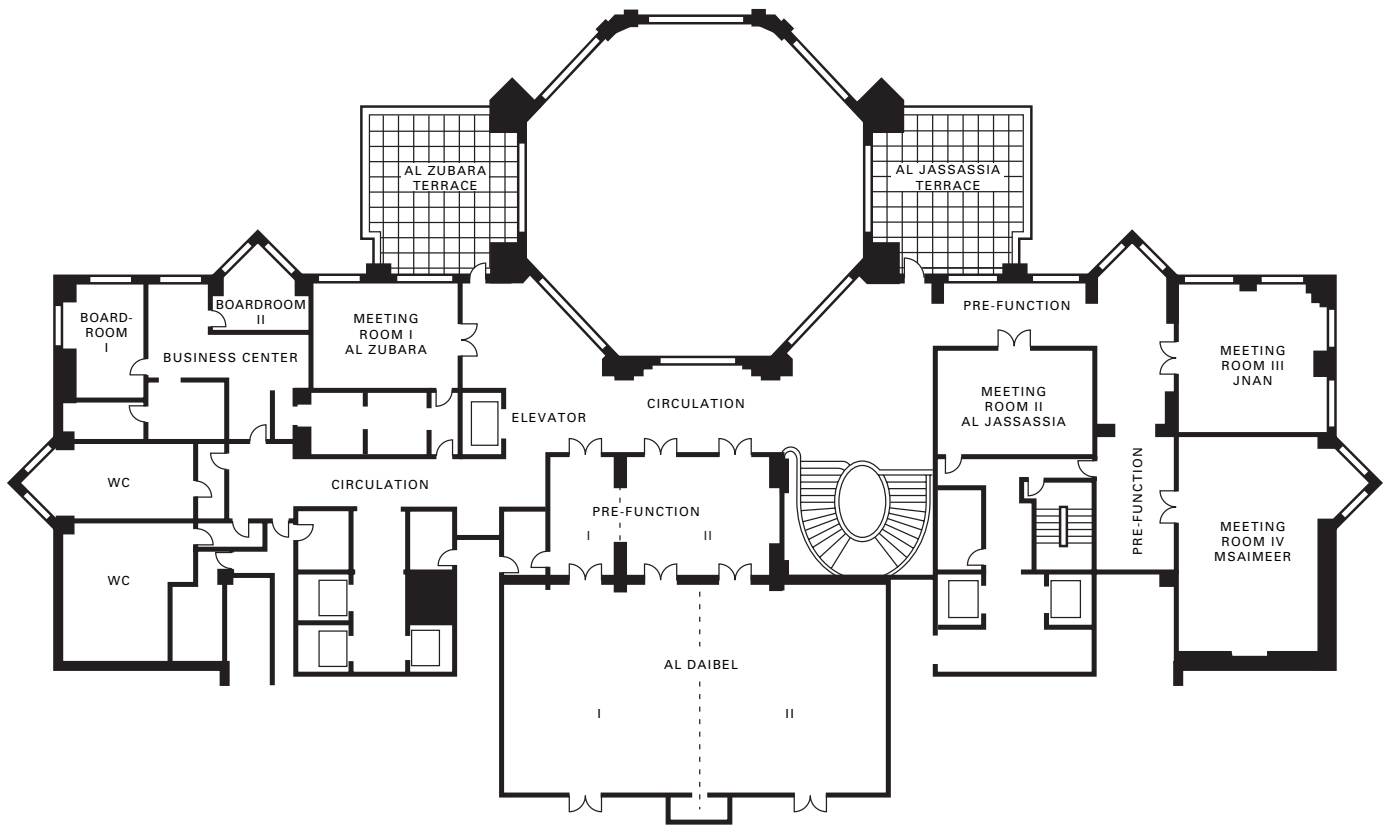 AL ZUBARA
TERRACE
AL JASSASSIA
TERRACE
BOARD-
ROOM
I
BOARDROOM
II
BUSINESS CENTER
MEETING
ROOM I
AL ZUBARA
ELEVATOR
CIRCULATION
PRE-FUNCTION
MEETING
ROOM II
AL JASSASSIA
MEETING
ROOM III
JNAN
WC
CIRCULATION
PRE-FUNCTION
I
II
PRE-FUNCTION
MEETING
ROOM IV
MSAIMEER
WC
AL DAIBEL
I
II